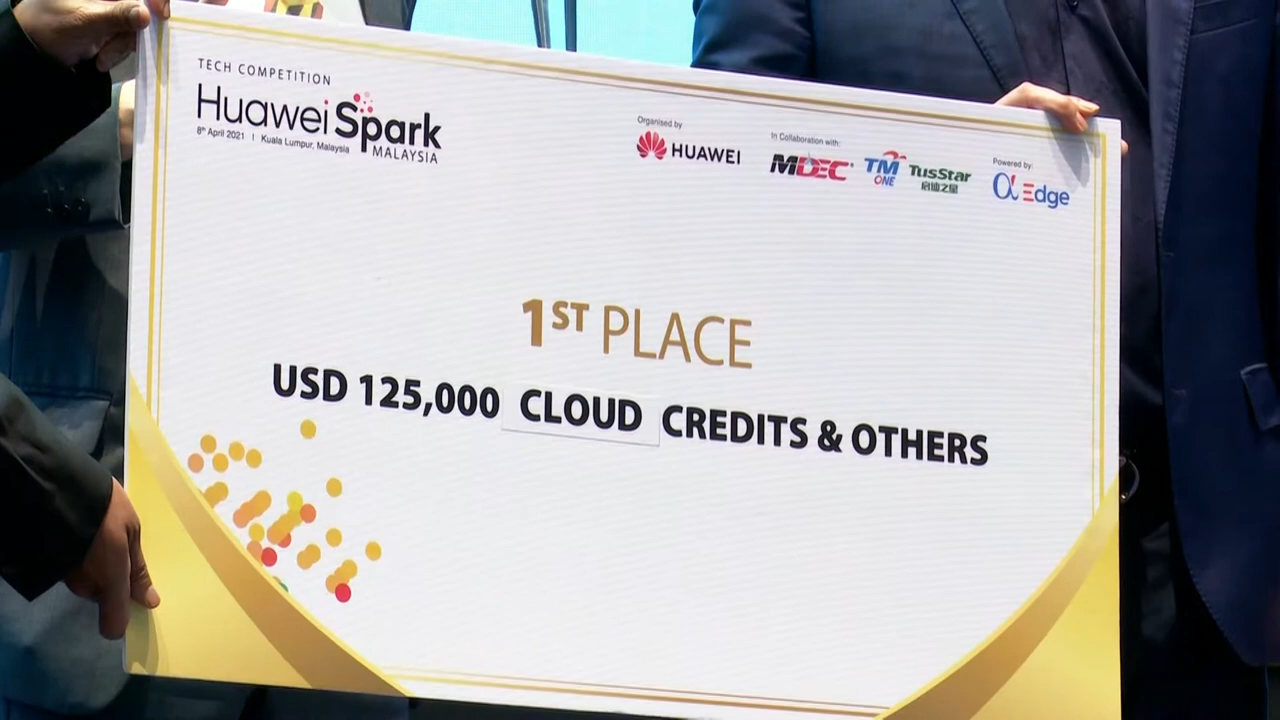 TECH COMPETITION
Huawei Spark
8th April 2021 | Kuala Lumpur, Malaysia
MALAYSIA
Organised by
HUAWEI
In Collaboration with:
MDEC
TM ONE
TusStar
启迪之星
Powered by:
α' Edge
1ST PLACE
USD 125,000 CLOUD CREDITS & OTHERS